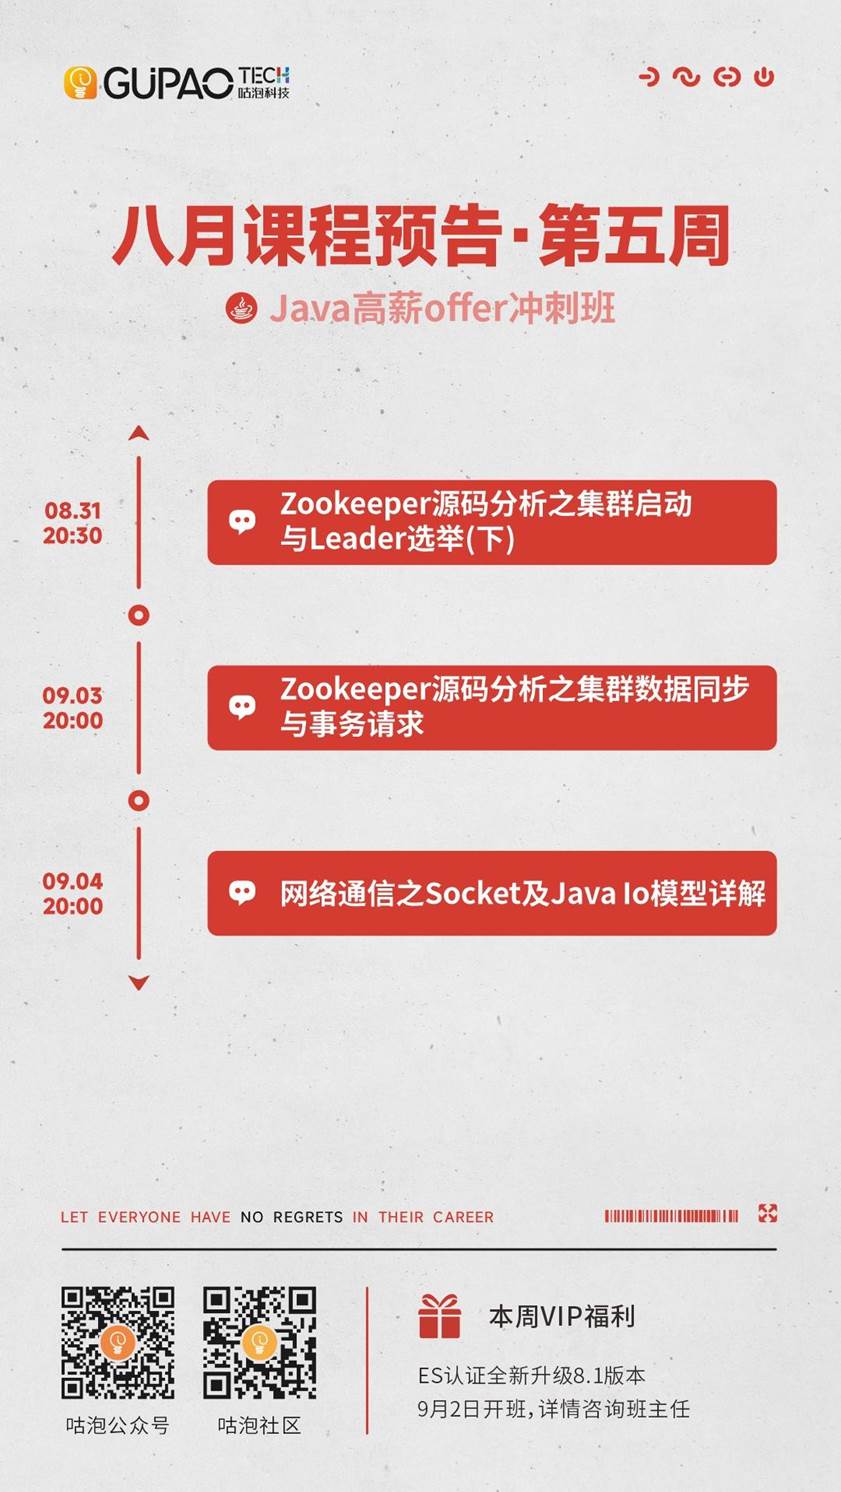 GUPAO TECH
咕泡科技
八月课程预告·第五周
Java高薪offer冲刺班
08.31
20:30
Zookeeper源码分析之集群启动
与Leader选举(下)
09.03
20:00
Zookeeper源码分析之集群数据同步
与事务请求
09.04
20:00
网络通信之Socket及Java Io模型详解
LET EVERYONE HAVE NO REGRETS IN THEIR CAREER
本周VIP福利
ES认证全新升级8.1版本
9月2日开班,详情咨询班主任
咕泡公众号
咕泡社区